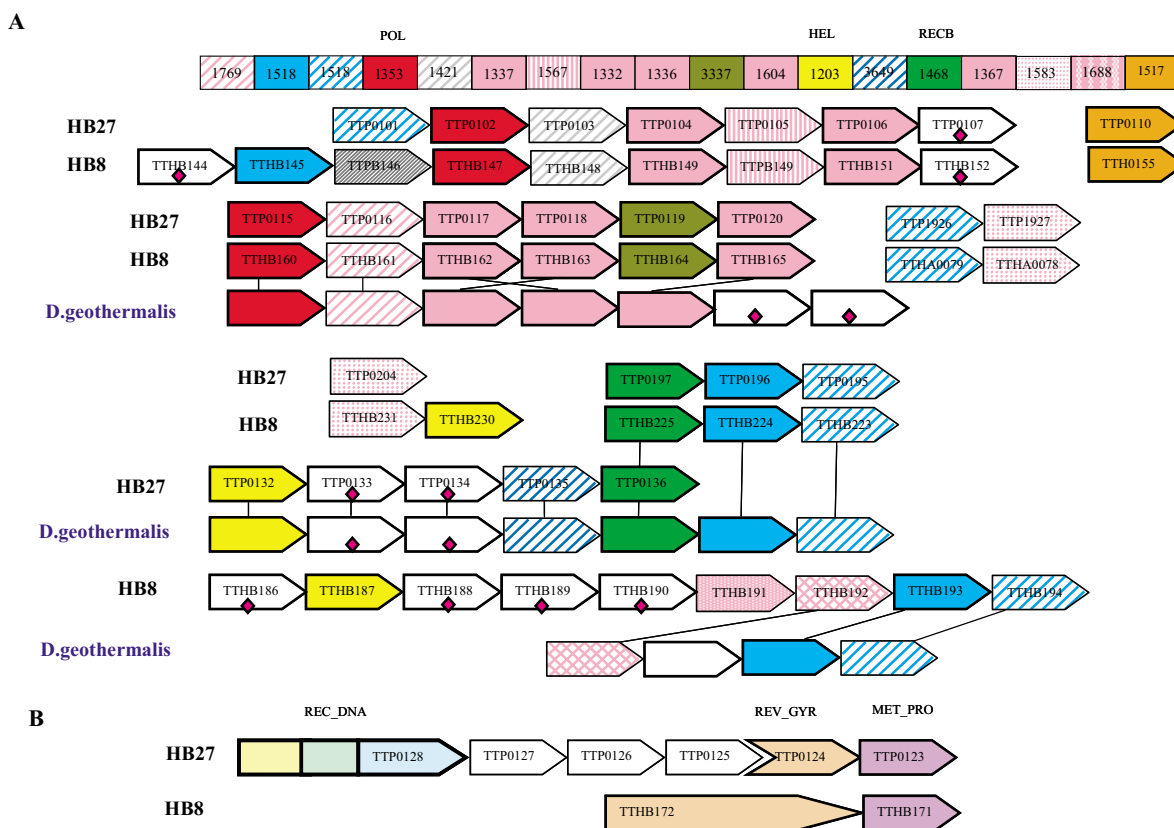 A
POL HEL RECB
1769 1518 1518 1353 1421 1337 1567 1332 1336 3337 1604 1203 3649 1468 1367 1583 1688 1517
HB27 TTP0101 TTP0102 TTP0103 TTP0104 TTP0105 TTP0106 TTP0107 TTP0110
HB8 TTHB144 TTHB145 TTPB146 TTHB147 TTHB148 TTHB149 TTPB149 TTHB151 TTHB152 TTH0155
HB27 TTP0115 TTP0116 TTP0117 TTP0118 TTP0119 TTP0120 TTP1926 TTP1927
HB8 TTHB160 TTHB161 TTHB162 TTHB163 TTHB164 TTHB165 TTHA0079 TTHA0078
D.geothermalis
HB27 TTP0204 TTP0197 TTP0196 TTP0195
HB8 TTHB231 TTHB230 TTHB225 TTHB224 TTHB223
HB27 TTP0132 TTP0133 TTP0134 TTP0135 TTP0136
D.geothermalis
HB8 TTHB186 TTHB187 TTHB188 TTHB189 TTHB190 TTHB191 TTHB192 TTHB193 TTHB194
D.geothermalis
B
REC_DNA REV_GYR MET_PRO
HB27 TTP0128 TTP0127 TTP0126 TTP0125 TTP0124 TTP0123
HB8 TTHB172 TTHB171